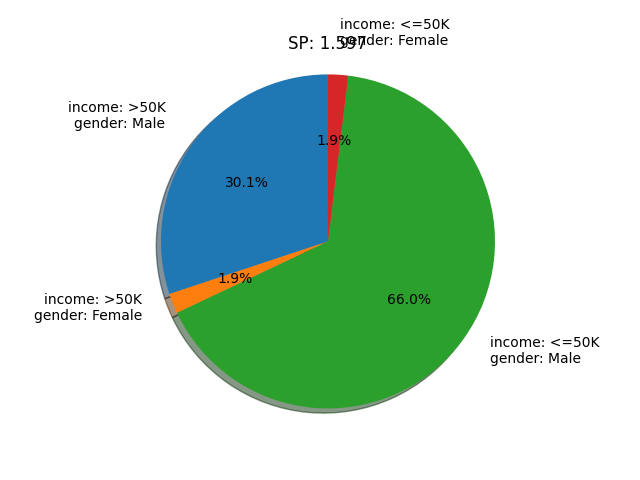 income: <=50K
gender: Female
SP: 1.597
income: >50K
gender: Male
1.9%
30.1%
income: >50K
gender: Female
1.9%
66.0%
income: <=50K
gender: Male